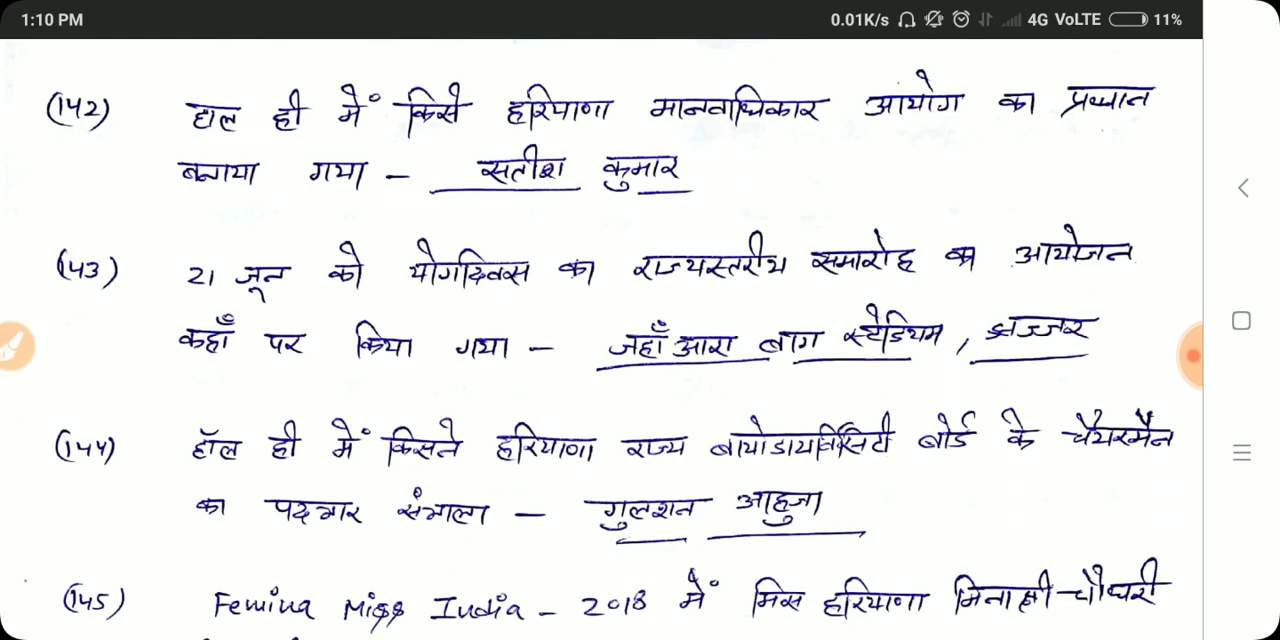 1:10 PM 0.01K/s 4G VoLTE 11%
(142) हाल ही में किसे हरियाणा मानवाधिकार आयोग का प्रधान
बनाया गया - सतीश कुमार
(143) 21 जून को योगदिवस का राज्यस्तरीय समारोह का आयोजन
कहाँ पर किया गया - जहाँ आरा बाग स्टेडियम, झज्जर
(144) हॉल ही में किसने हरियाणा राज्य बायोडायवर्सिटी बोर्ड के चेयरमैन
का पदभार संभाला - गुलशन आहुजा
(145) Femina Miss India - 2018 में मिस हरियाणा मिनाक्षी चौधरी